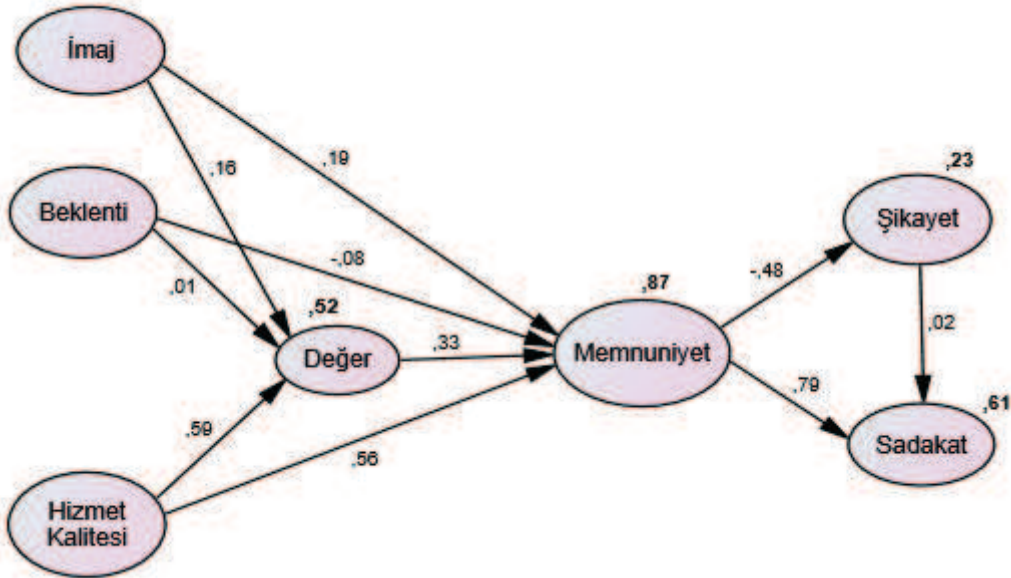 İmaj
,16
,19
Beklenti
-,08
,01
,52
Değer
,33
,59
,56
Hizmet
Kalitesi
,87
Memnuniyet
-,48
,79
,23
Şikayet
,02
,61
Sadakat